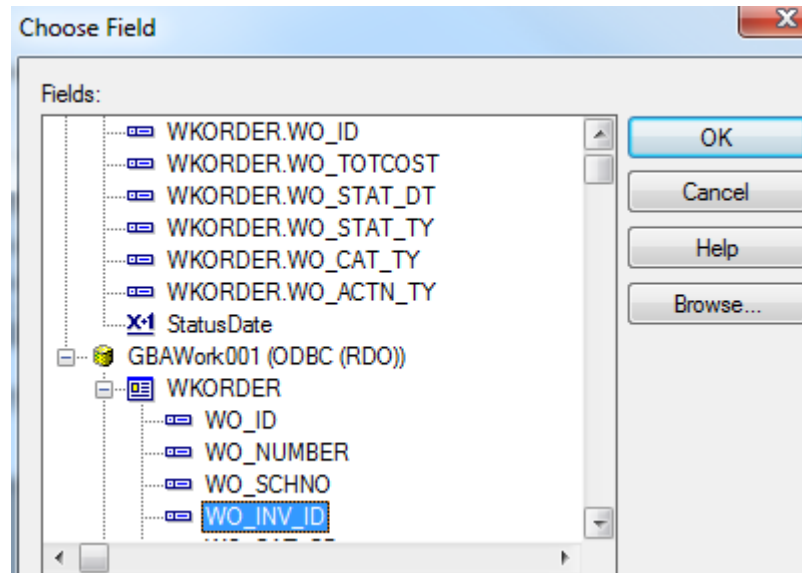 Choose Field
Fields:
WKORDER.WO_ID
WKORDER.WO_TOTCOST
WKORDER.WO_STAT_DT
WKORDER.WO_STAT_TY
WKORDER.WO_CAT_TY
WKORDER.WO_ACTN_TY
X+1 StatusDate
GBAWork001 (ODBC (RDO))
WKORDER
WO_ID
WO_NUMBER
WO_SCHNO
WO_INV_ID
OK
Cancel
Help
Browse...